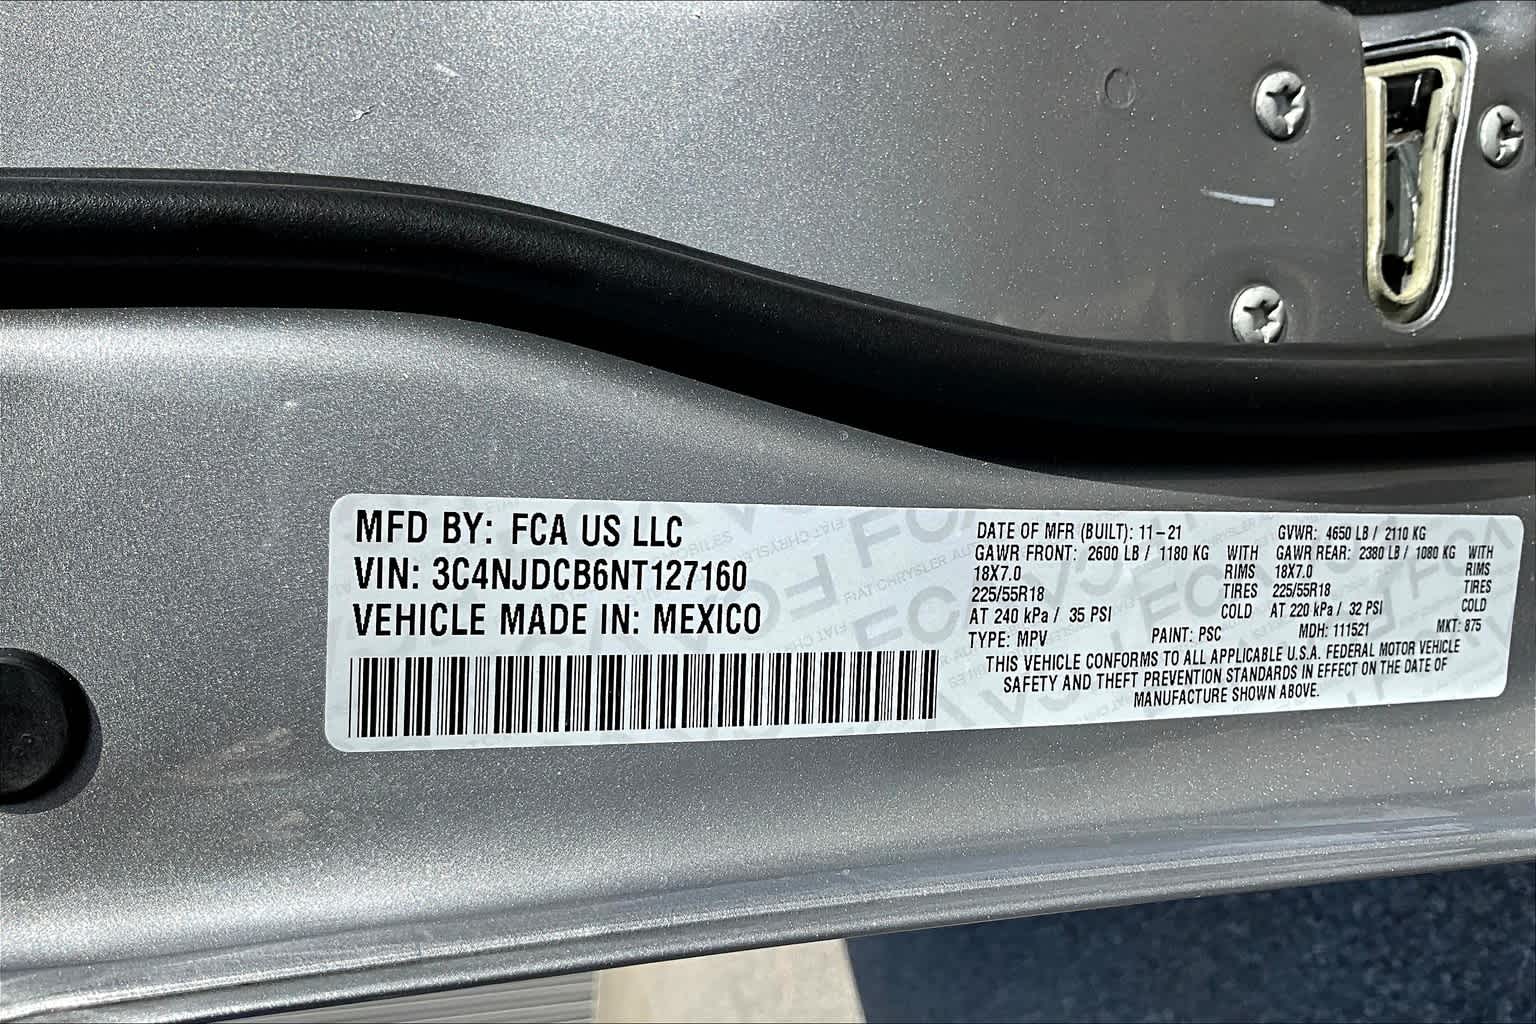 MFD BY: FCA US LLC
VIN: 3C4NJDCB6NT127160
VEHICLE MADE IN: MEXICO
DATE OF MFR (BUILT): 11-21 GVWR: 4650 LB / 2110 KG
GAWR FRONT: 2600 LB / 1180 KG WITH GAWR REAR: 2380 LB / 1080 KG WITH
18X7.0 RIMS 18X7.0 RIMS
225/55R18 TIRES 225/55R18 TIRES
AT 240 kPa / 35 PSI COLD AT 220 kPa / 32 PSI COLD
TYPE: MPV PAINT: PSC MDH: 111521 MKT: 875
THIS VEHICLE CONFORMS TO ALL APPLICABLE U.S.A. FEDERAL MOTOR VEHICLE
SAFETY AND THEFT PREVENTION STANDARDS IN EFFECT ON THE DATE OF
MANUFACTURE SHOWN ABOVE.